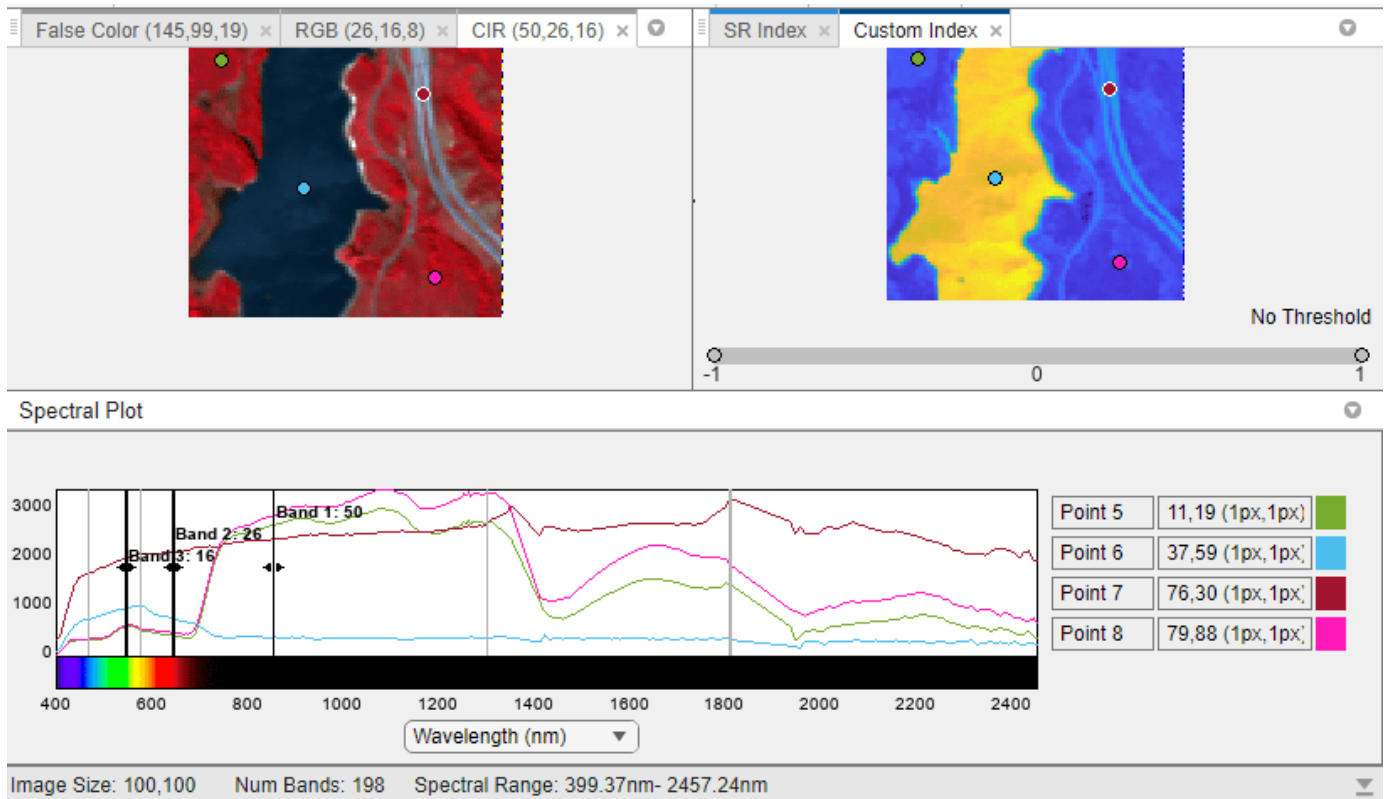 False Color (145,99,19) × RGB (26,16,8) × CIR (50,26,16) × SR Index × Custom Index ×
No Threshold
-1 0 1
Spectral Plot
3000
2000
1000
0
Band 1: 50
Band 2: 26
Band 3: 16
400 600 800 1000 1200 1400 1600 1800 2000 2200 2400
Wavelength (nm)
Point 5 11,19 (1px,1px)
Point 6 37,59 (1px,1px)
Point 7 76,30 (1px,1px)
Point 8 79,88 (1px,1px)
Image Size: 100,100 Num Bands: 198 Spectral Range: 399.37nm- 2457.24nm